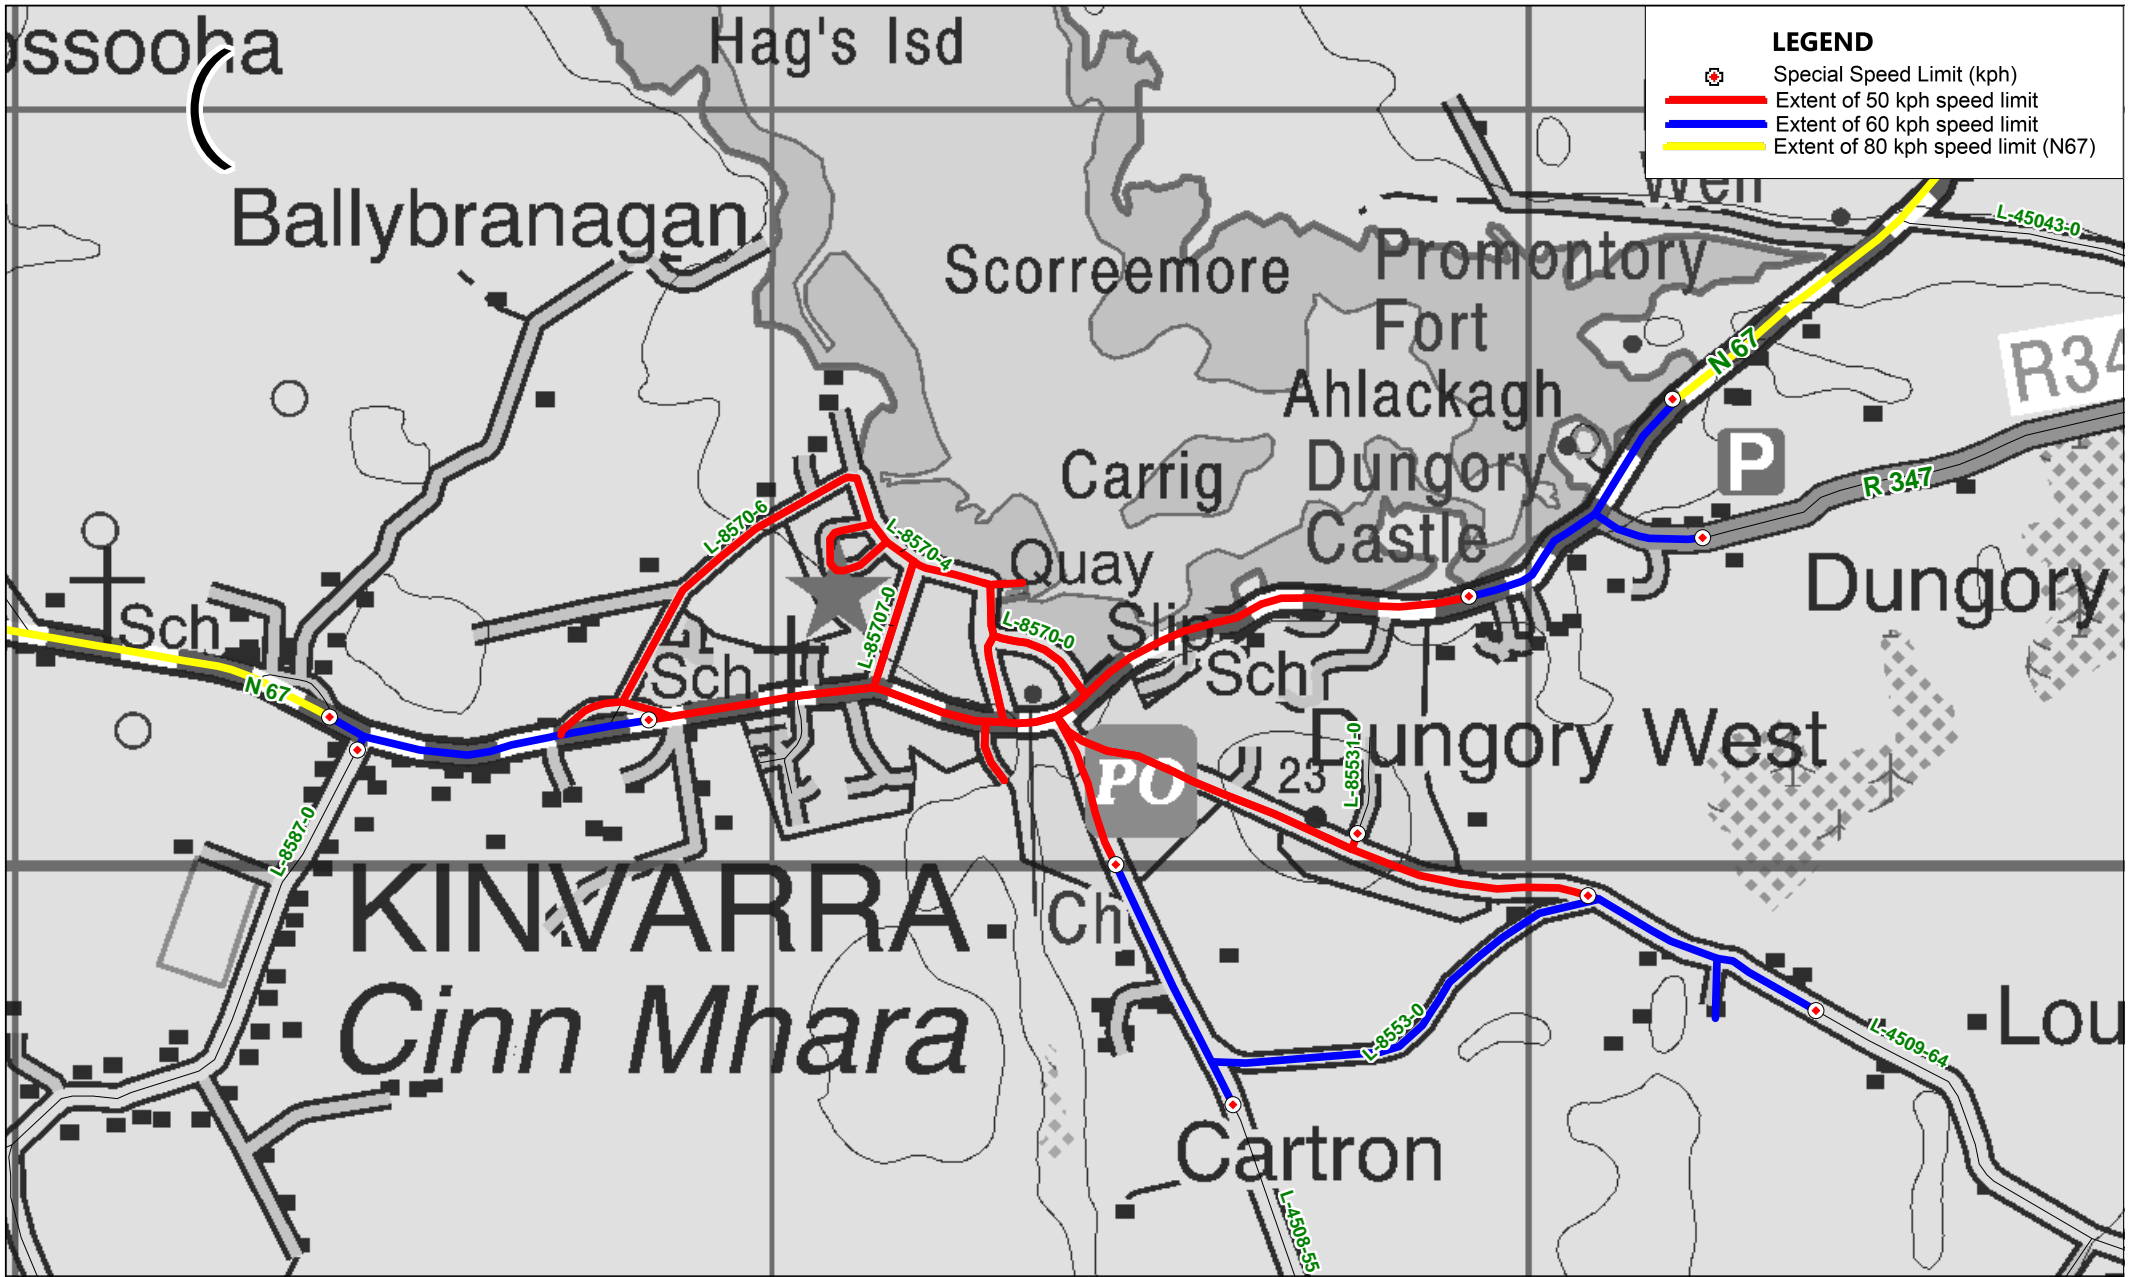 ossooha
Hag's Isd
LEGEND
Special Speed Limit (kph)
Extent of 50 kph speed limit
Extent of 60 kph speed limit
Extent of 80 kph speed limit (N67)
Well
L-45043-0
Ballybranagan
Scorreemore
Promontory
Fort
N 67
R34
Ahlackagh
Dungory
Castle
Carrig
P
R 347
L-8570-6
L-8570-4
Quay
Dungory
Sch
L-85707-0
L-8570-0
Slip
Sch
Sch
N 67
Dungory West
PO
23
L-85531-0
L-8587-0
KINVARRA
Cinn Mhara
Ch
L-8553-0
L-4509-64
Lou
Cartron
L-4508-55